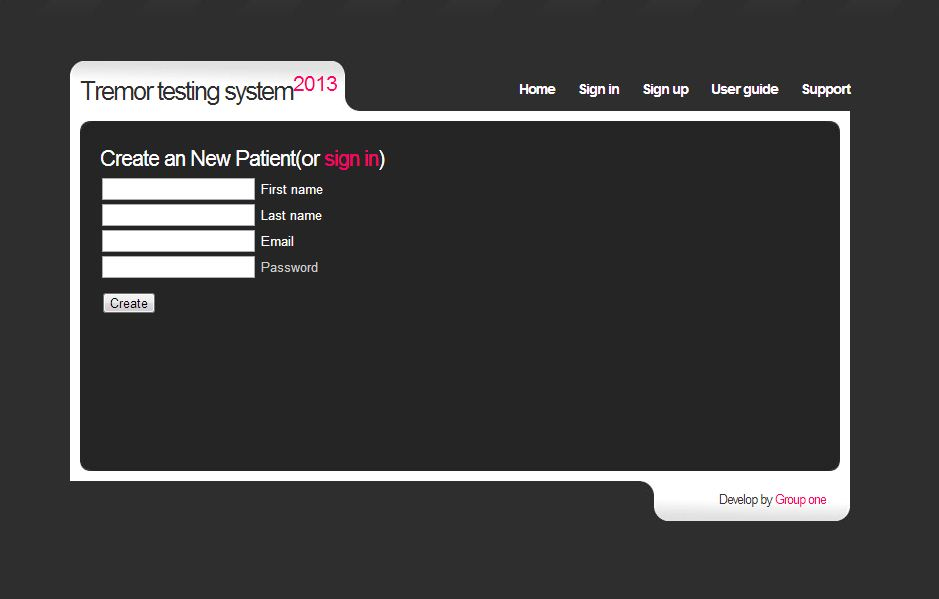 Tremor testing system2013
Home Sign in Sign up User guide Support
Create an New Patient(or sign in)
First name
Last name
Email
Password
Create
Develop by Group one